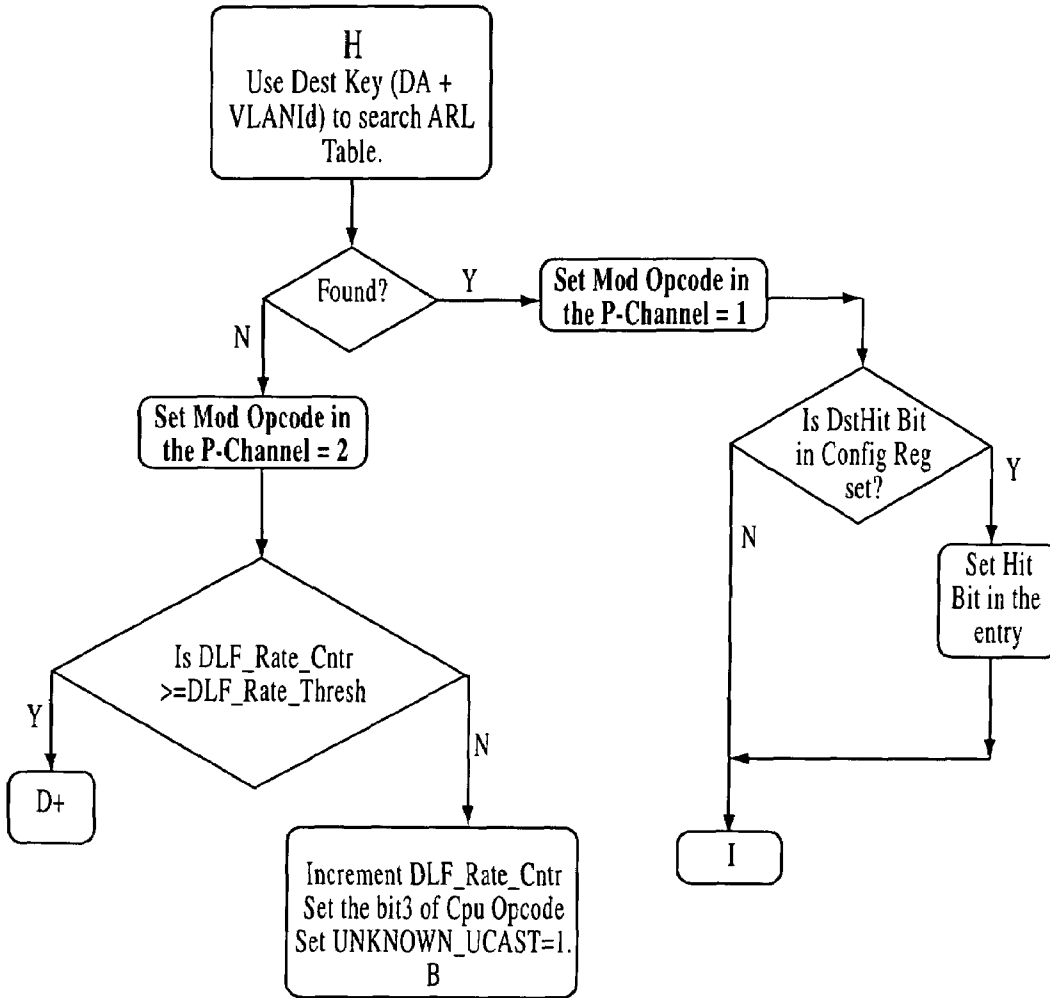 H
Use Dest Key (DA +
VLANId) to search ARL
Table.
Found?
Y
Set Mod Opcode in
the P-Channel = 1
N
Set Mod Opcode in
the P-Channel = 2
Is DstHit Bit
in Config Reg
set?
Y
N
Set Hit
Bit in the
entry
Is DLF_Rate_Cntr
>=DLF_Rate_Thresh
Y
N
D+
I
Increment DLF_Rate_Cntr
Set the bit3 of Cpu Opcode
Set UNKNOWN_UCAST=1.
B